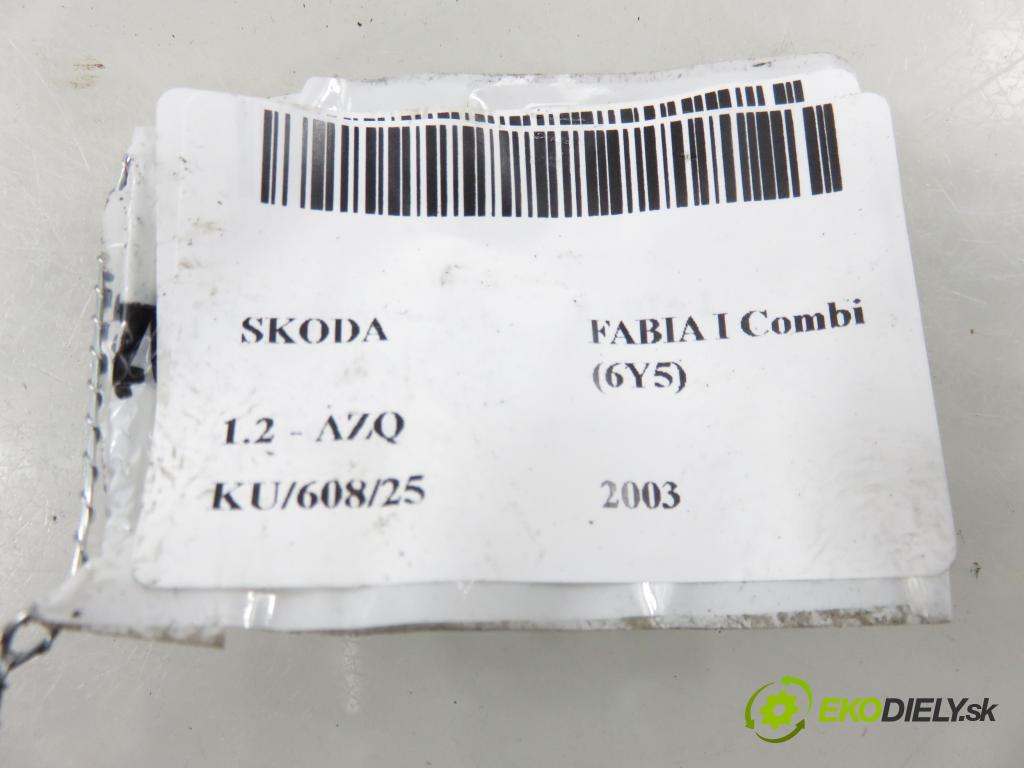 SKODA
FABIA I Combi
(6Y5)
1.2 - AZQ
KU/608/25
2003
EKODIELY.sk